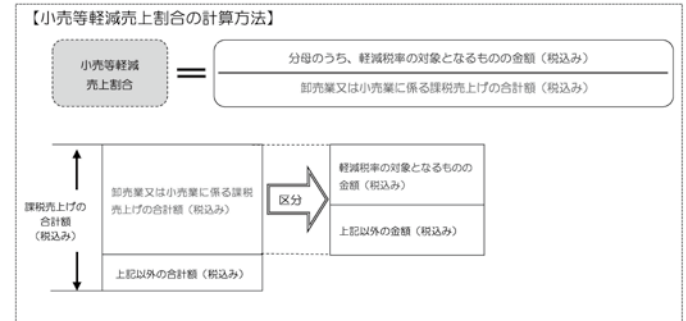 【小売等軽減売上割合の計算方法】
小売等軽減
売上割合
＝
分母のうち、軽減税率の対象となるものの金額（税込み）
卸売業又は小売業に係る課税売上げの合計額（税込み）
課税売上げの
合計額
（税込み）
卸売業又は小売業に係る課税
売上げの合計額（税込み）
上記以外の合計額（税込み）
区分
軽減税率の対象となるものの
金額（税込み）
上記以外の金額（税込み）